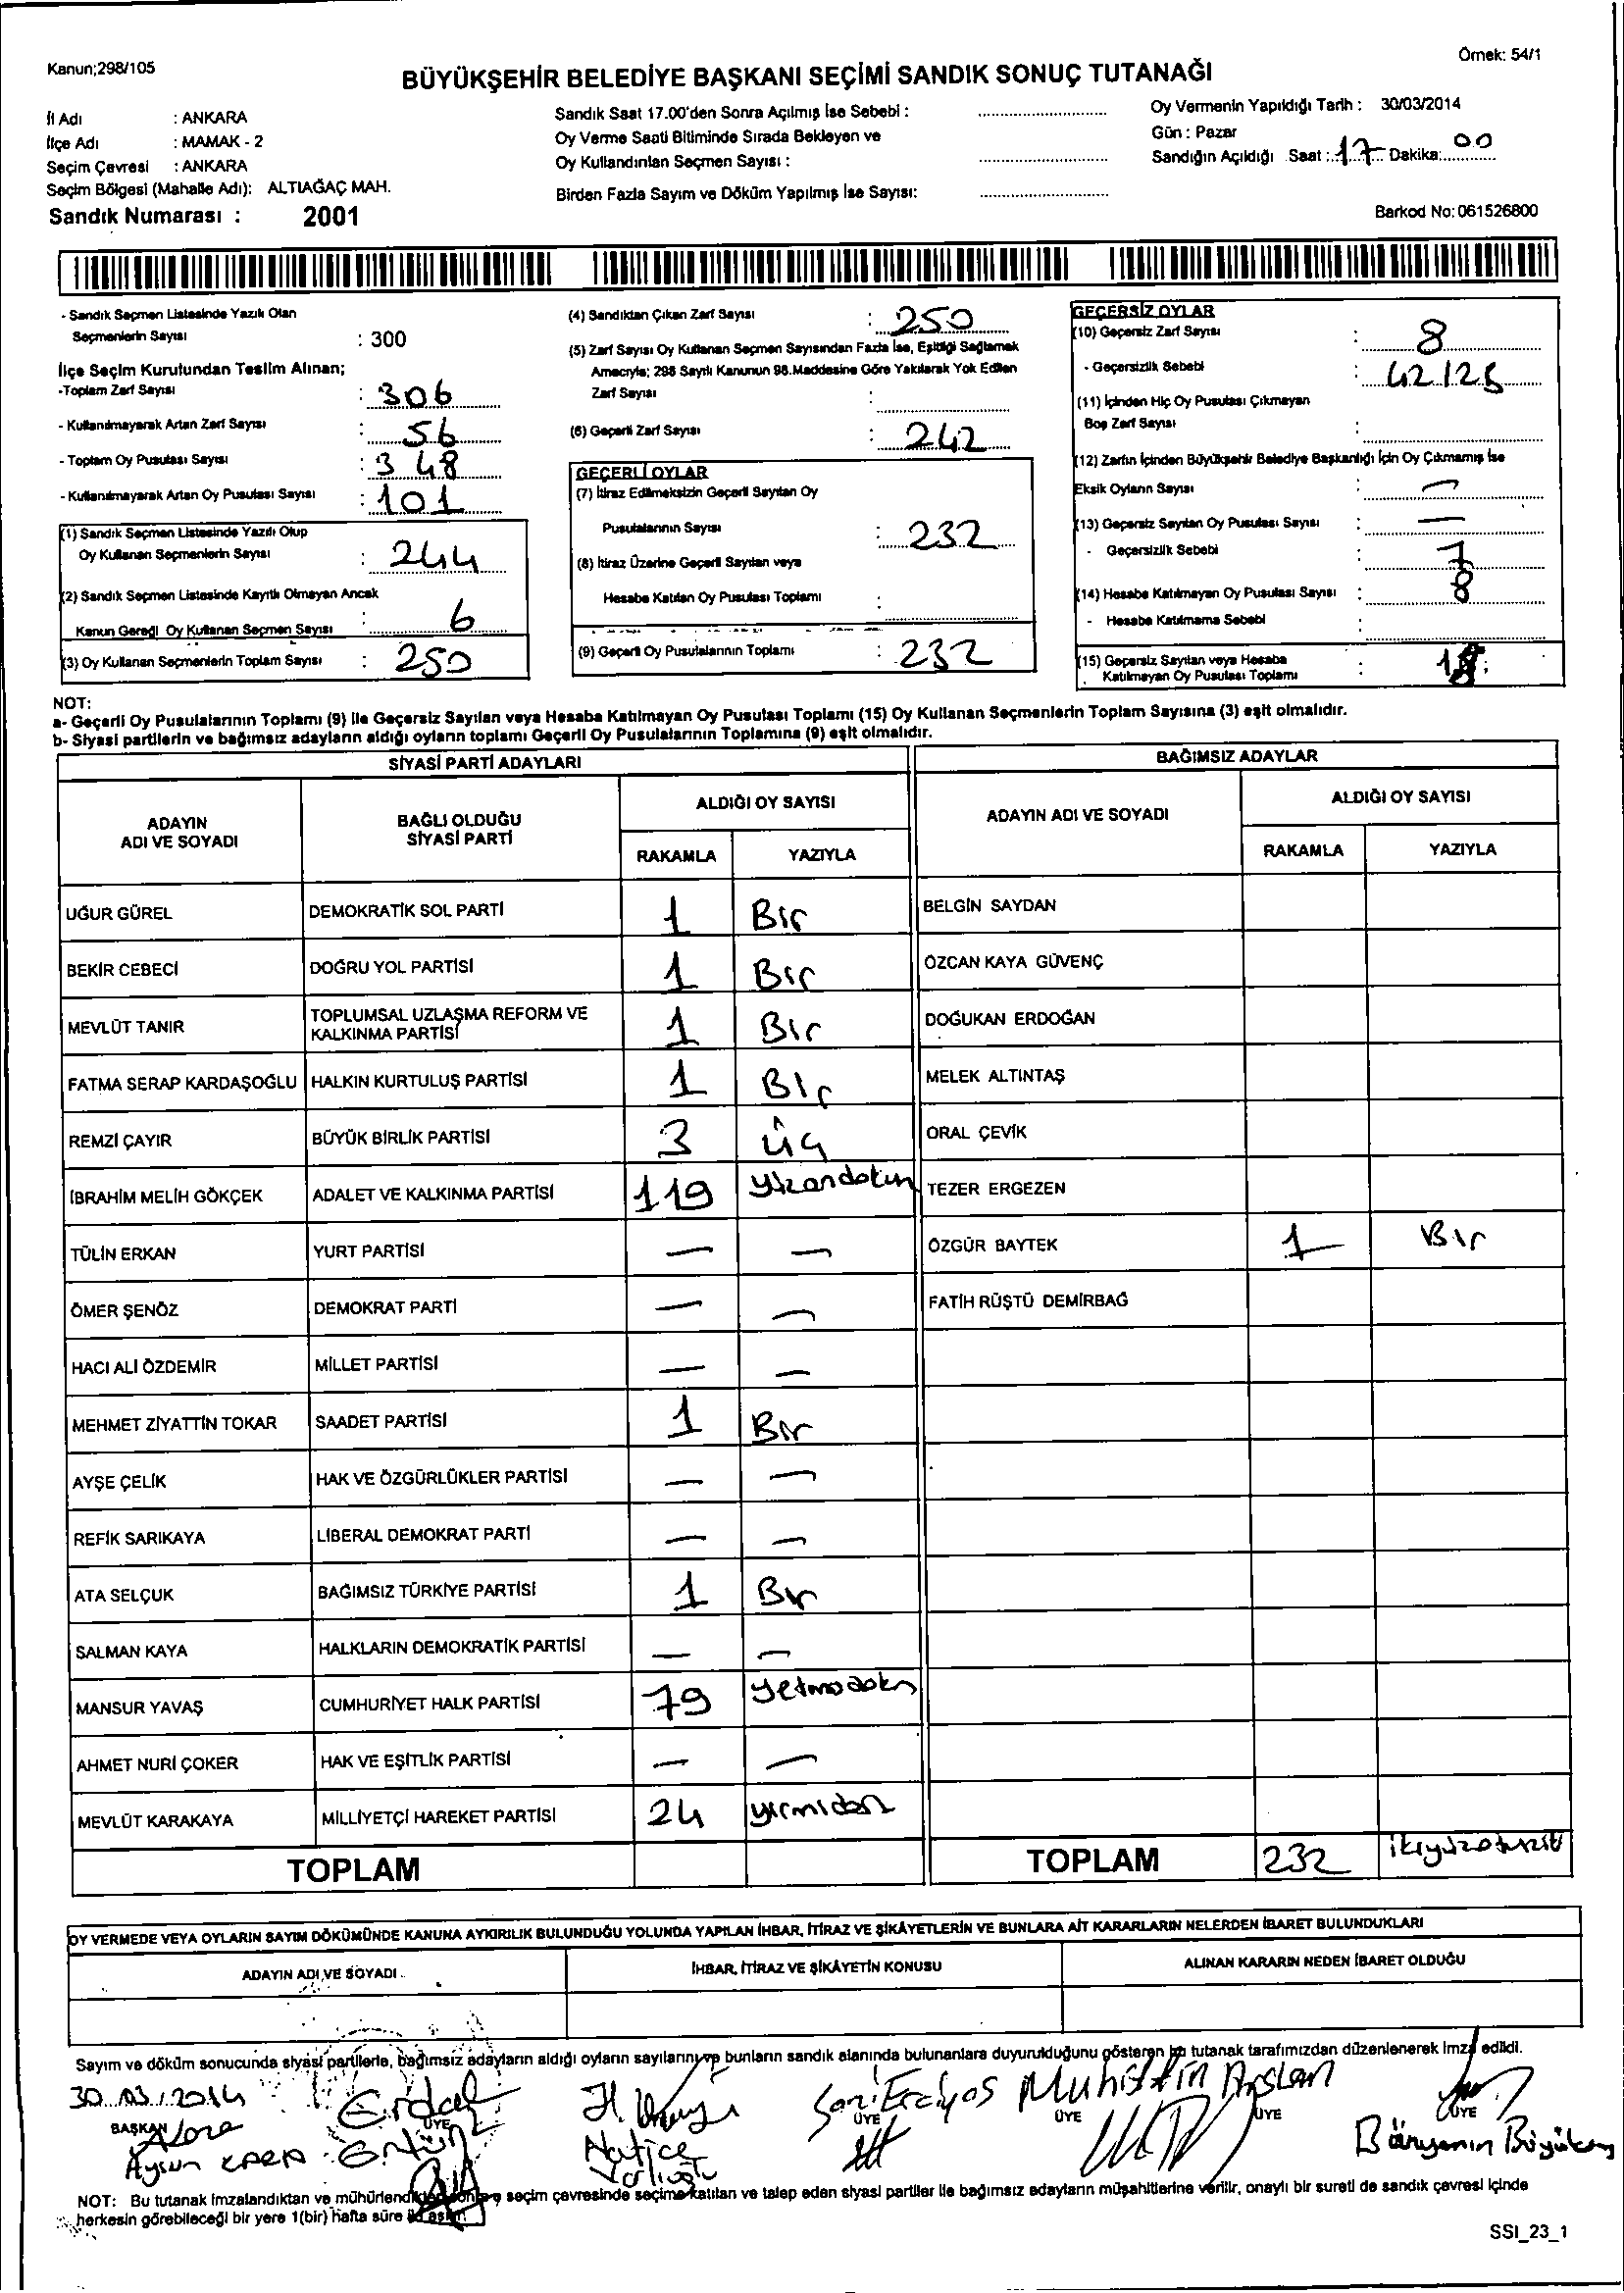 Kanun;298/105
Örnek: 54/1
BÜYÜKŞEHİR BELEDİYE BAŞKANI SEÇİMİ SANDIK SONUÇ TUTANAĞI
İl Adı : ANKARA
İlçe Adı : MAMAK - 2
Seçim Çevresi : ANKARA
Seçim Bölgesi (Mahalle Adı): ALTIAĞAÇ MAH.
Sandık Numarası : 2001
Sandık Saat 17.00'den Sonra Açılmış İse Sebebi :
Oy Verme Saati Bitiminde Sırada Bekleyen ve
Oy Kullandırılan Seçmen Sayısı :
Birden Fazla Sayım ve Döküm Yapılmış İse Sayısı:
Oy Vermenin Yapıldığı Tarih : 30/03/2014
Gün : Pazar
Sandığın Açıldığı Saat : 17 Dakika: 00
Barkod No: 061526800
- Sandık Seçmen Listesinde Yazılı Olan
Seçmenlerin Sayısı : 300
İlçe Seçim Kurulundan Teslim Alınan;
-Toplam Zarf Sayısı : 306
- Kullanılmayarak Artan Zarf Sayısı : 56
- Toplam Oy Pusulası Sayısı : 348
- Kullanılmayarak Artan Oy Pusulası Sayısı : 101
(1) Sandık Seçmen Listesinde Yazılı Olup
Oy Kullanan Seçmenlerin Sayısı : 244
(2) Sandık Seçmen Listesinde Kayıtlı Olmayan Ancak
Kanun Gereği Oy Kullanan Seçmen Sayısı : 6
(3) Oy Kullanan Seçmenlerin Toplam Sayısı : 250
(4) Sandıktan Çıkan Zarf Sayısı : 250
(5) Zarf Sayısı Oy Kullanan Seçmen Sayısından Fazla İse, Eşitliği Sağlamak
Amacıyla; 298 Sayılı Kanunun 98.Maddesine Göre Yakılarak Yok Edilen
Zarf Sayısı :
(6) Geçerli Zarf Sayısı : 242
GEÇERLİ OYLAR
(7) İtiraz Edilmeksizin Geçerli Sayılan Oy
Pusulalarının Sayısı : 232
(8) İtiraz Üzerine Geçerli Sayılan veya
Hesaba Katılan Oy Pusulası Toplamı :
(9) Geçerli Oy Pusulalarının Toplamı : 232
GEÇERSİZ OYLAR
(10) Geçersiz Zarf Sayısı : 8
- Geçersizlik Sebebi :
(11) İçinden Hiç Oy Pusulası Çıkmayan
Boş Zarf Sayısı :
(12) Zarfın İçinden Büyükşehir Belediye Başkanlığı İçin Oy Çıkmamış İse
Eksik Oyların Sayısı : —
(13) Geçersiz Sayılan Oy Pusulası Sayısı : —
- Geçersizlik Sebebi : 7
(14) Hesaba Katılmayan Oy Pusulası Sayısı : 8
- Hesaba Katılmama Sebebi :
(15) Geçersiz Sayılan veya Hesaba
Katılmayan Oy Pusulası Toplamı : 18
NOT:
a- Geçerli Oy Pusulalarının Toplamı (9) ile Geçersiz Sayılan veya Hesaba Katılmayan Oy Pusulası Toplamı (15) Oy Kullanan Seçmenlerin Toplam Sayısına (3) eşit olmalıdır.
b- Siyasi partilerin ve bağımsız adayların aldığı oyların toplamı Geçerli Oy Pusulalarının Toplamına (9) eşit olmalıdır.
SİYASİ PARTİ ADAYLARI
ADAYIN ADI VE SOYADI BAĞLI OLDUĞU SİYASİ PARTİ ALDIĞI OY SAYISI
RAKAMLA YAZIYLA
UĞUR GÜREL DEMOKRATİK SOL PARTİ 1 Bir
BEKİR CEBECİ DOĞRU YOL PARTİSİ 1 Bir
MEVLÜT TANIR TOPLUMSAL UZLAŞMA REFORM VE KALKINMA PARTİSİ 1 Bir
FATMA SERAP KARDAŞOĞLU HALKIN KURTULUŞ PARTİSİ 1 Bir
REMZİ ÇAYIR BÜYÜK BİRLİK PARTİSİ 3 üç
İBRAHİM MELİH GÖKÇEK ADALET VE KALKINMA PARTİSİ 119
TÜLİN ERKAN YURT PARTİSİ — —
ÖMER ŞENÖZ DEMOKRAT PARTİ — —
HACI ALİ ÖZDEMİR MİLLET PARTİSİ — —
MEHMET ZİYATTİN TOKAR SAADET PARTİSİ 1 Bir
AYŞE ÇELİK HAK VE ÖZGÜRLÜKLER PARTİSİ — —
REFİK SARIKAYA LİBERAL DEMOKRAT PARTİ — —
ATA SELÇUK BAĞIMSIZ TÜRKİYE PARTİSİ 1 Bir
SALMAN KAYA HALKLARIN DEMOKRATİK PARTİSİ — —
MANSUR YAVAŞ CUMHURİYET HALK PARTİSİ 79
AHMET NURİ ÇOKER HAK VE EŞİTLİK PARTİSİ — —
MEVLÜT KARAKAYA MİLLİYETÇİ HAREKET PARTİSİ 24
TOPLAM
BAĞIMSIZ ADAYLAR
ADAYIN ADI VE SOYADI ALDIĞI OY SAYISI
RAKAMLA YAZIYLA
BELGİN SAYDAN
ÖZCAN KAYA GÜVENÇ
DOĞUKAN ERDOĞAN
MELEK ALTINTAŞ
ORAL ÇEVİK
TEZER ERGEZEN
ÖZGÜR BAYTEK 1 Bir
FATİH RÜŞTÜ DEMİRBAĞ
TOPLAM 232
OY VERMEDE VEYA OYLARIN SAYIM DÖKÜMÜNDE KANUNA AYKIRILIK BULUNDUĞU YOLUNDA YAPILAN İHBAR, İTİRAZ VE ŞİKÂYETLERİN VE BUNLARA AİT KARARLARIN NELERDEN İBARET BULUNDUKLARI
ADAYIN ADI VE SOYADI İHBAR, İTİRAZ VE ŞİKÂYETİN KONUSU ALINAN KARARIN NEDEN İBARET OLDUĞU
Sayım ve döküm sonucunda siyasi partilerle, bağımsız adayların aldığı oyların sayılarını ve bunların sandık alanında bulunanlara duyurulduğunu gösteren bu tutanak tarafımızdan düzenlenerek imza edildi.
30.03.2014
Erdal Muhittin Arslan
BAŞKAN ÜYE ÜYE ÜYE ÜYE ÜYE
Aysun KARA Hatice
NOT: Bu tutanak imzalandıktan ve mühürlendikten sonra seçim çevresinde seçime katılan ve talep eden siyasi partiler ile bağımsız adayların müşahitlerine verilir, onaylı bir sureti de sandık çevresi içinde
herkesin görebileceği bir yere 1(bir) hafta süre ile asılır.
SSI_23_1